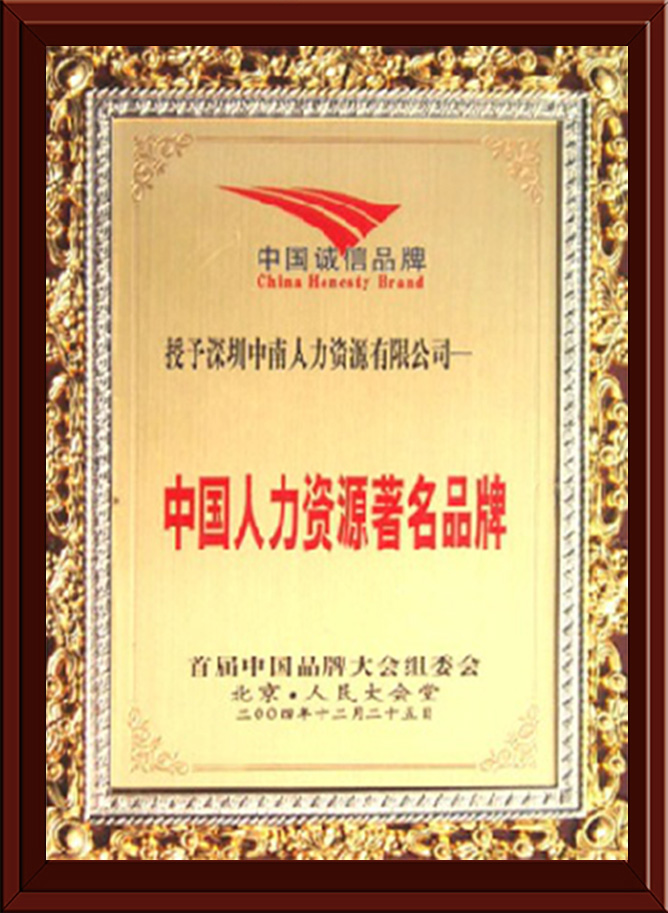 中国诚信品牌
China Honesty Brand
授予深圳中南人力资源有限公司—
中国人力资源著名品牌
首届中国品牌大会组委会
北京·人民大会堂
二〇〇四年十二月二十五日